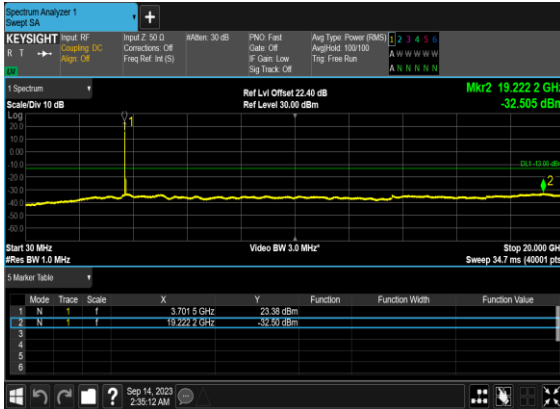 Spectrum Analyzer 1
Swept SA
KEYSIGHT Input: RF Input Z: 50 Ω #Atten: 30 dB PNO: Fast Avg Type: Power (RMS) 1 2 3 4 5 6
R T Coupling: DC Corrections: Off Gate: Off Avg|Hold: 100/100 A W W W W W
Align: Off Freq Ref: Int (S) IF Gain: Low Trig: Free Run
Sig Track: Off A N N N N N
1 Spectrum Ref Lvl Offset 22.40 dB Mkr2 19.222 2 GHz
Scale/Div 10 dB Ref Level 30.00 dBm -32.505 dBm
Log
20.0
10.0
0.00
-10.0
-20.0
-30.0
-40.0
-50.0
-60.0
1
DL1 -13.00 dBm
2
Start 30 MHz Video BW 3.0 MHz* Stop 20.000 GHz
#Res BW 1.0 MHz Sweep 34.7 ms (40001 pts)
5 Marker Table
Mode Trace Scale X Y Function Function Width Function Value
1 N 1 f 3.701 5 GHz 23.38 dBm
2 N 1 f 19.222 2 GHz -32.50 dBm
3
4
5
6
? Sep 14, 2023
2:35:12 AM